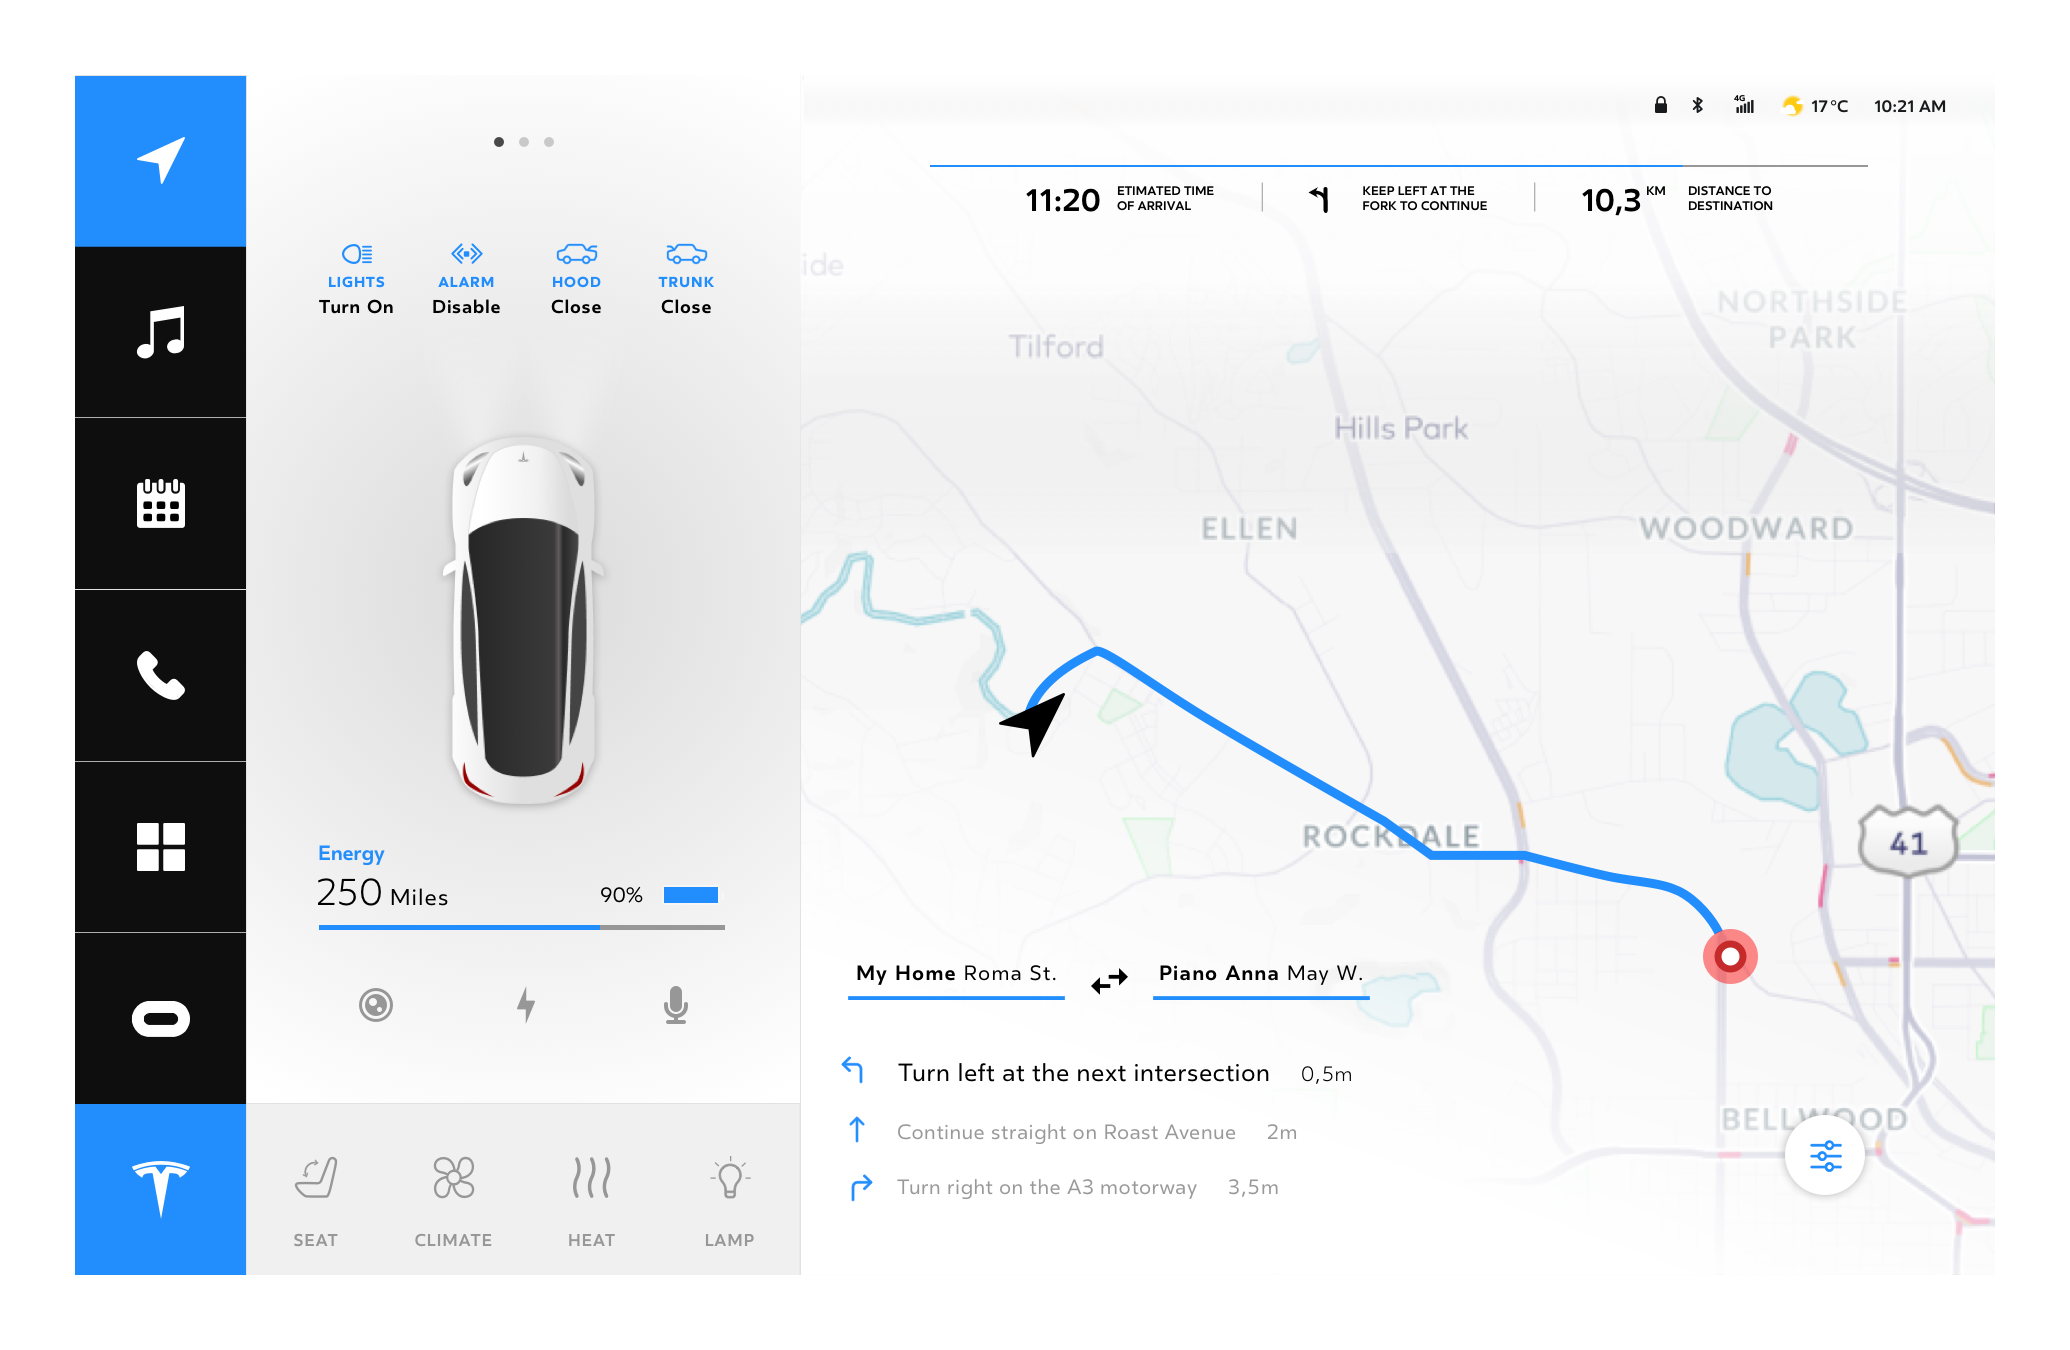 4G
17°C
10:21 AM
11:20
ETIMATED TIME
OF ARRIVAL
KEEP LEFT AT THE
FORK TO CONTINUE
10,3 KM
DISTANCE TO
DESTINATION
LIGHTS
Turn On
ALARM
Disable
HOOD
Close
TRUNK
Close
Energy
250 Miles
90%
SEAT
CLIMATE
HEAT
LAMP
ide
Tilford
NORTHSIDE
PARK
Hills Park
ELLEN
WOODWARD
ROCKDALE
41
BELLWOOD
My Home Roma St.
Piano Anna May W.
Turn left at the next intersection 0,5m
Continue straight on Roast Avenue 2m
Turn right on the A3 motorway 3,5m